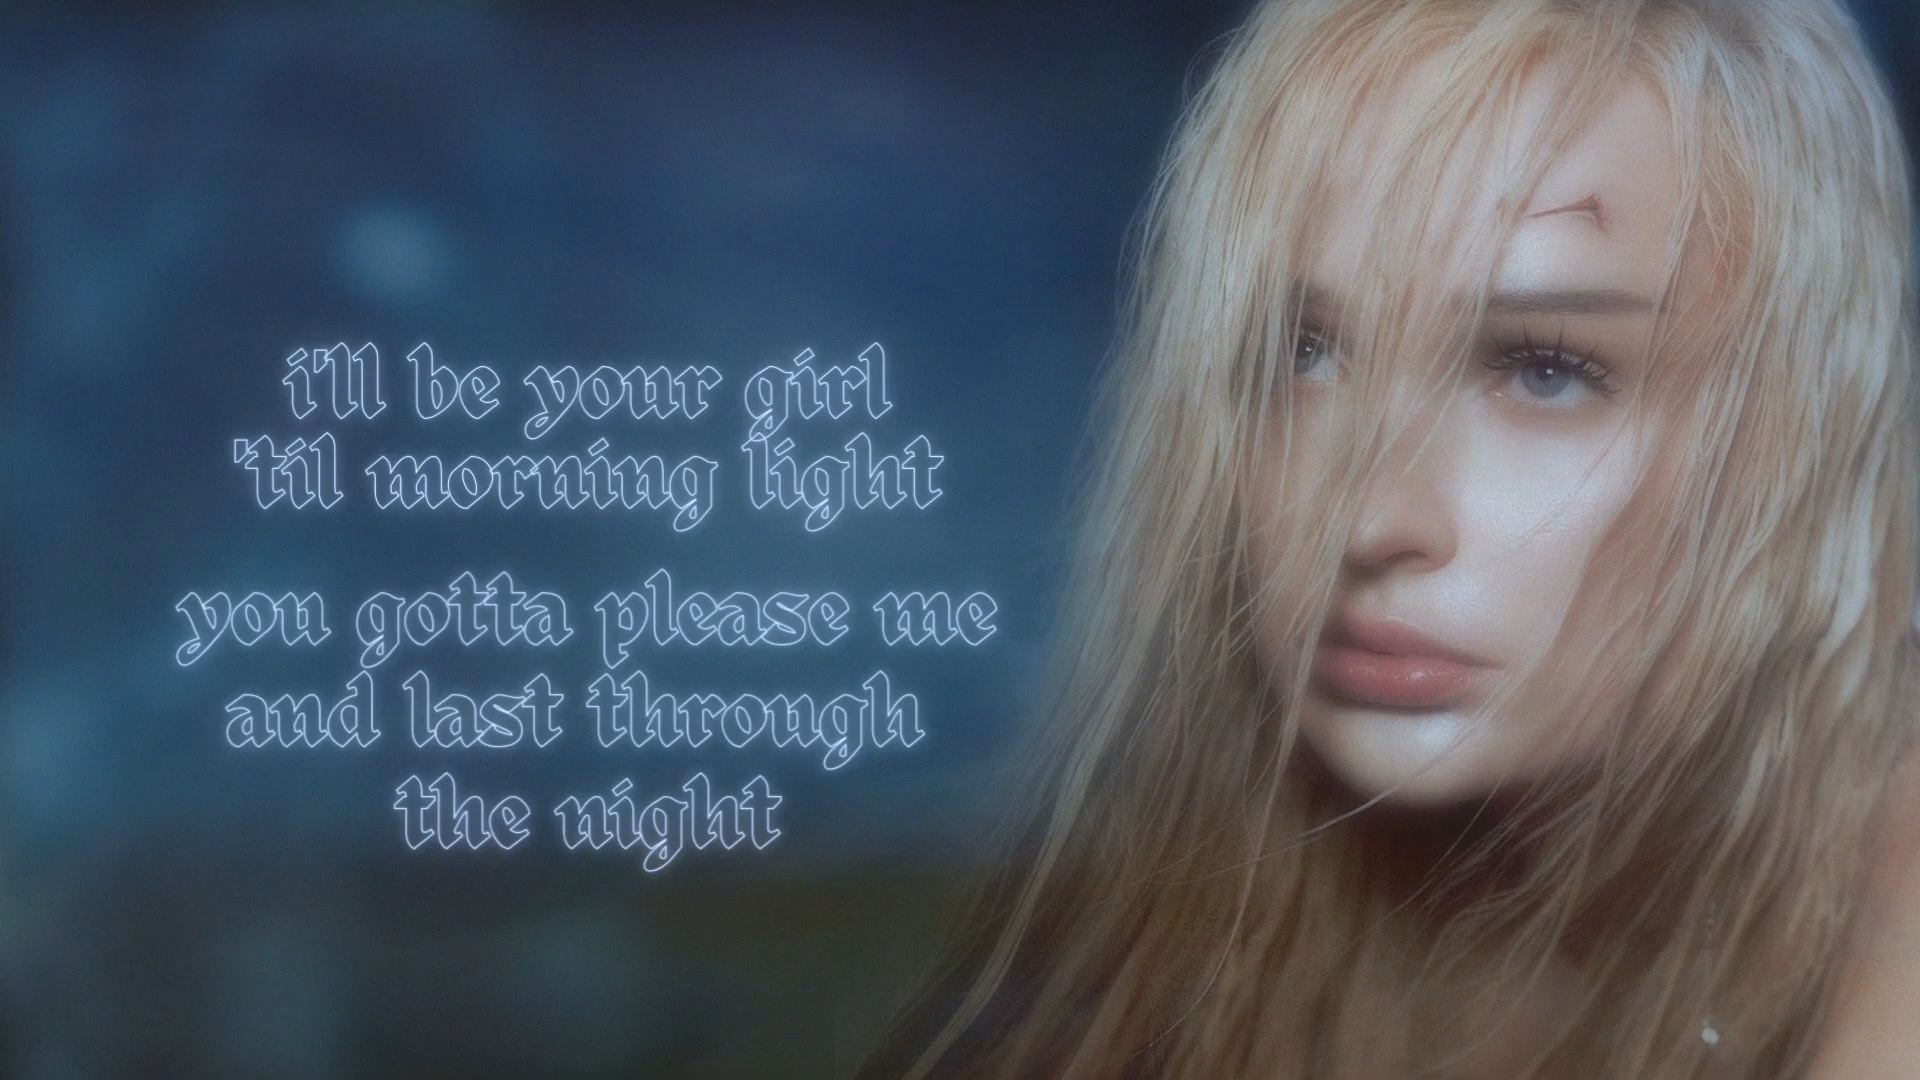 i'll be your girl
'til morning light
you gotta please me
and last through
the night